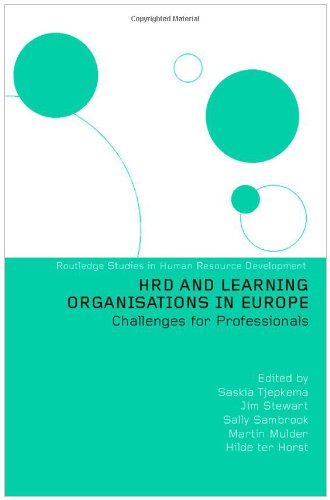 Copyrighted Material
Routledge Studies in Human Resource Development
HRD AND LEARNING
ORGANISATIONS IN EUROPE
Challenges for Professionals
Edited by
Saskia Tjepkema
Jim Stewart
Sally Sambrook
Martin Mulder
Hilde ter Horst